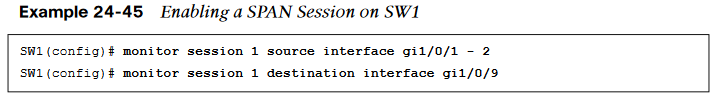 Example 24-45 Enabling a SPAN Session on SW1
SW1(config)# monitor session 1 source interface gi1/0/1 - 2
SW1(config)# monitor session 1 destination interface gi1/0/9